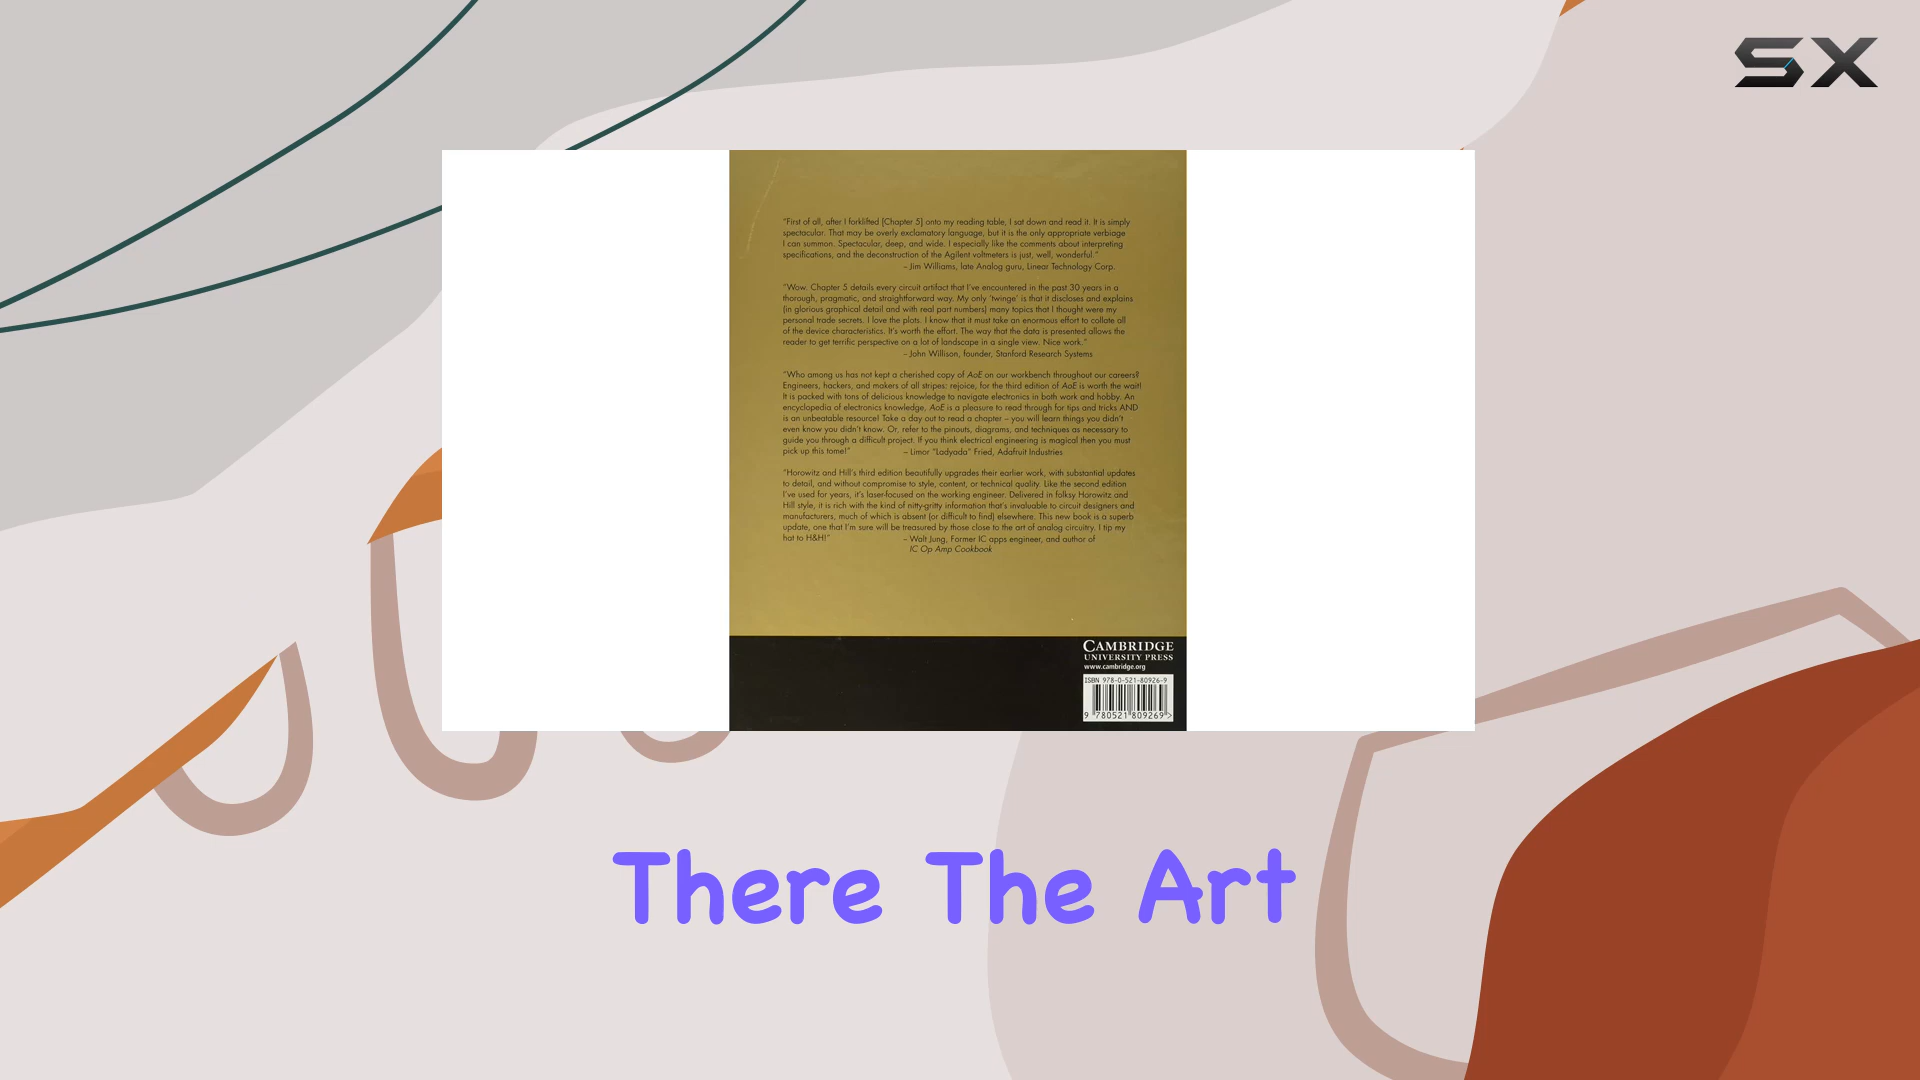 SX
"First of all, after I forklifted [Chapter 5] onto my reading table, I sat down and read it. It is simply
spectacular. That may be overly exclamatory language, but it is the only appropriate verbiage
I can summon. Spectacular, deep, and wide. I especially like the comments about interpreting
specifications, and the deconstruction of the Agilent voltmeters is just, well, wonderful."
– Jim Williams, late Analog guru, Linear Technology Corp.
"Wow. Chapter 5 details every circuit artifact that I've encountered in the past 30 years in a
thorough, pragmatic, and straightforward way. My only 'twinge' is that it discloses and explains
(in glorious graphical detail and with real part numbers) many topics that I thought were my
personal trade secrets. I love the plots. I know that it must take an enormous effort to collate all
of the device characteristics. It's worth the effort. The way that the data is presented allows the
reader to get terrific perspective on a lot of landscape in a single view. Nice work."
– John Willison, founder, Stanford Research Systems
"Who among us has not kept a cherished copy of AoE on our workbench throughout our careers?
Engineers, hackers, and makers of all stripes: rejoice, for the third edition of AoE is worth the wait!
It is packed with tons of delicious knowledge to navigate electronics in both work and hobby. An
encyclopedia of electronics knowledge, AoE is a pleasure to read through for tips and tricks AND
is an unbeatable resource! Take a day out to read a chapter – you will learn things you didn't
even know you didn't know. Or, refer to the pinouts, diagrams, and techniques as necessary to
guide you through a difficult project. If you think electrical engineering is magical then you must
pick up this tome!" – Limor "Ladyada" Fried, Adafruit Industries
"Horowitz and Hill's third edition beautifully upgrades their earlier work, with substantial updates
to detail, and without compromise to style, content, or technical quality. Like the second edition
I've used for years, it's laser-focused on the working engineer. Delivered in folksy Horowitz and
Hill style, it is rich with the kind of nitty-gritty information that's invaluable to circuit designers and
manufacturers, much of which is absent (or difficult to find) elsewhere. This new book is a superb
update, one that I'm sure will be treasured by those close to the art of analog circuitry. I tip my
hat to H&H!" – Walt Jung, Former IC apps engineer, and author of
IC Op Amp Cookbook
CAMBRIDGE
UNIVERSITY PRESS
www.cambridge.org
ISBN 978-0-521-80926-9
9 780521 809269 >
There The Art